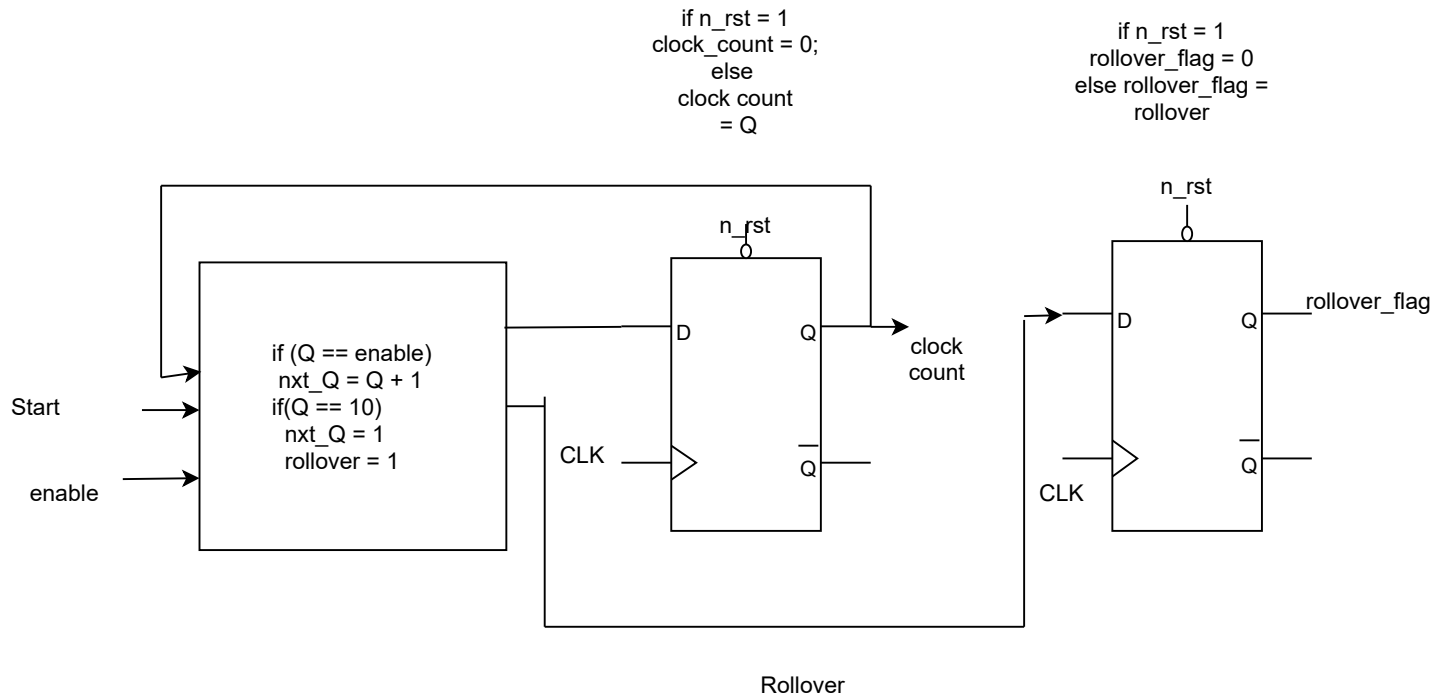 if n_rst = 1
clock_count = 0;
else
clock count
= Q
if n_rst = 1
rollover_flag = 0
else rollover_flag =
rollover
n_rst
n_rst
if (Q == enable)
nxt_Q = Q + 1
if(Q == 10)
nxt_Q = 1
rollover = 1
Start
enable
D
Q
CLK
Q
clock
count
D
Q
rollover_flag
CLK
Q
Rollover